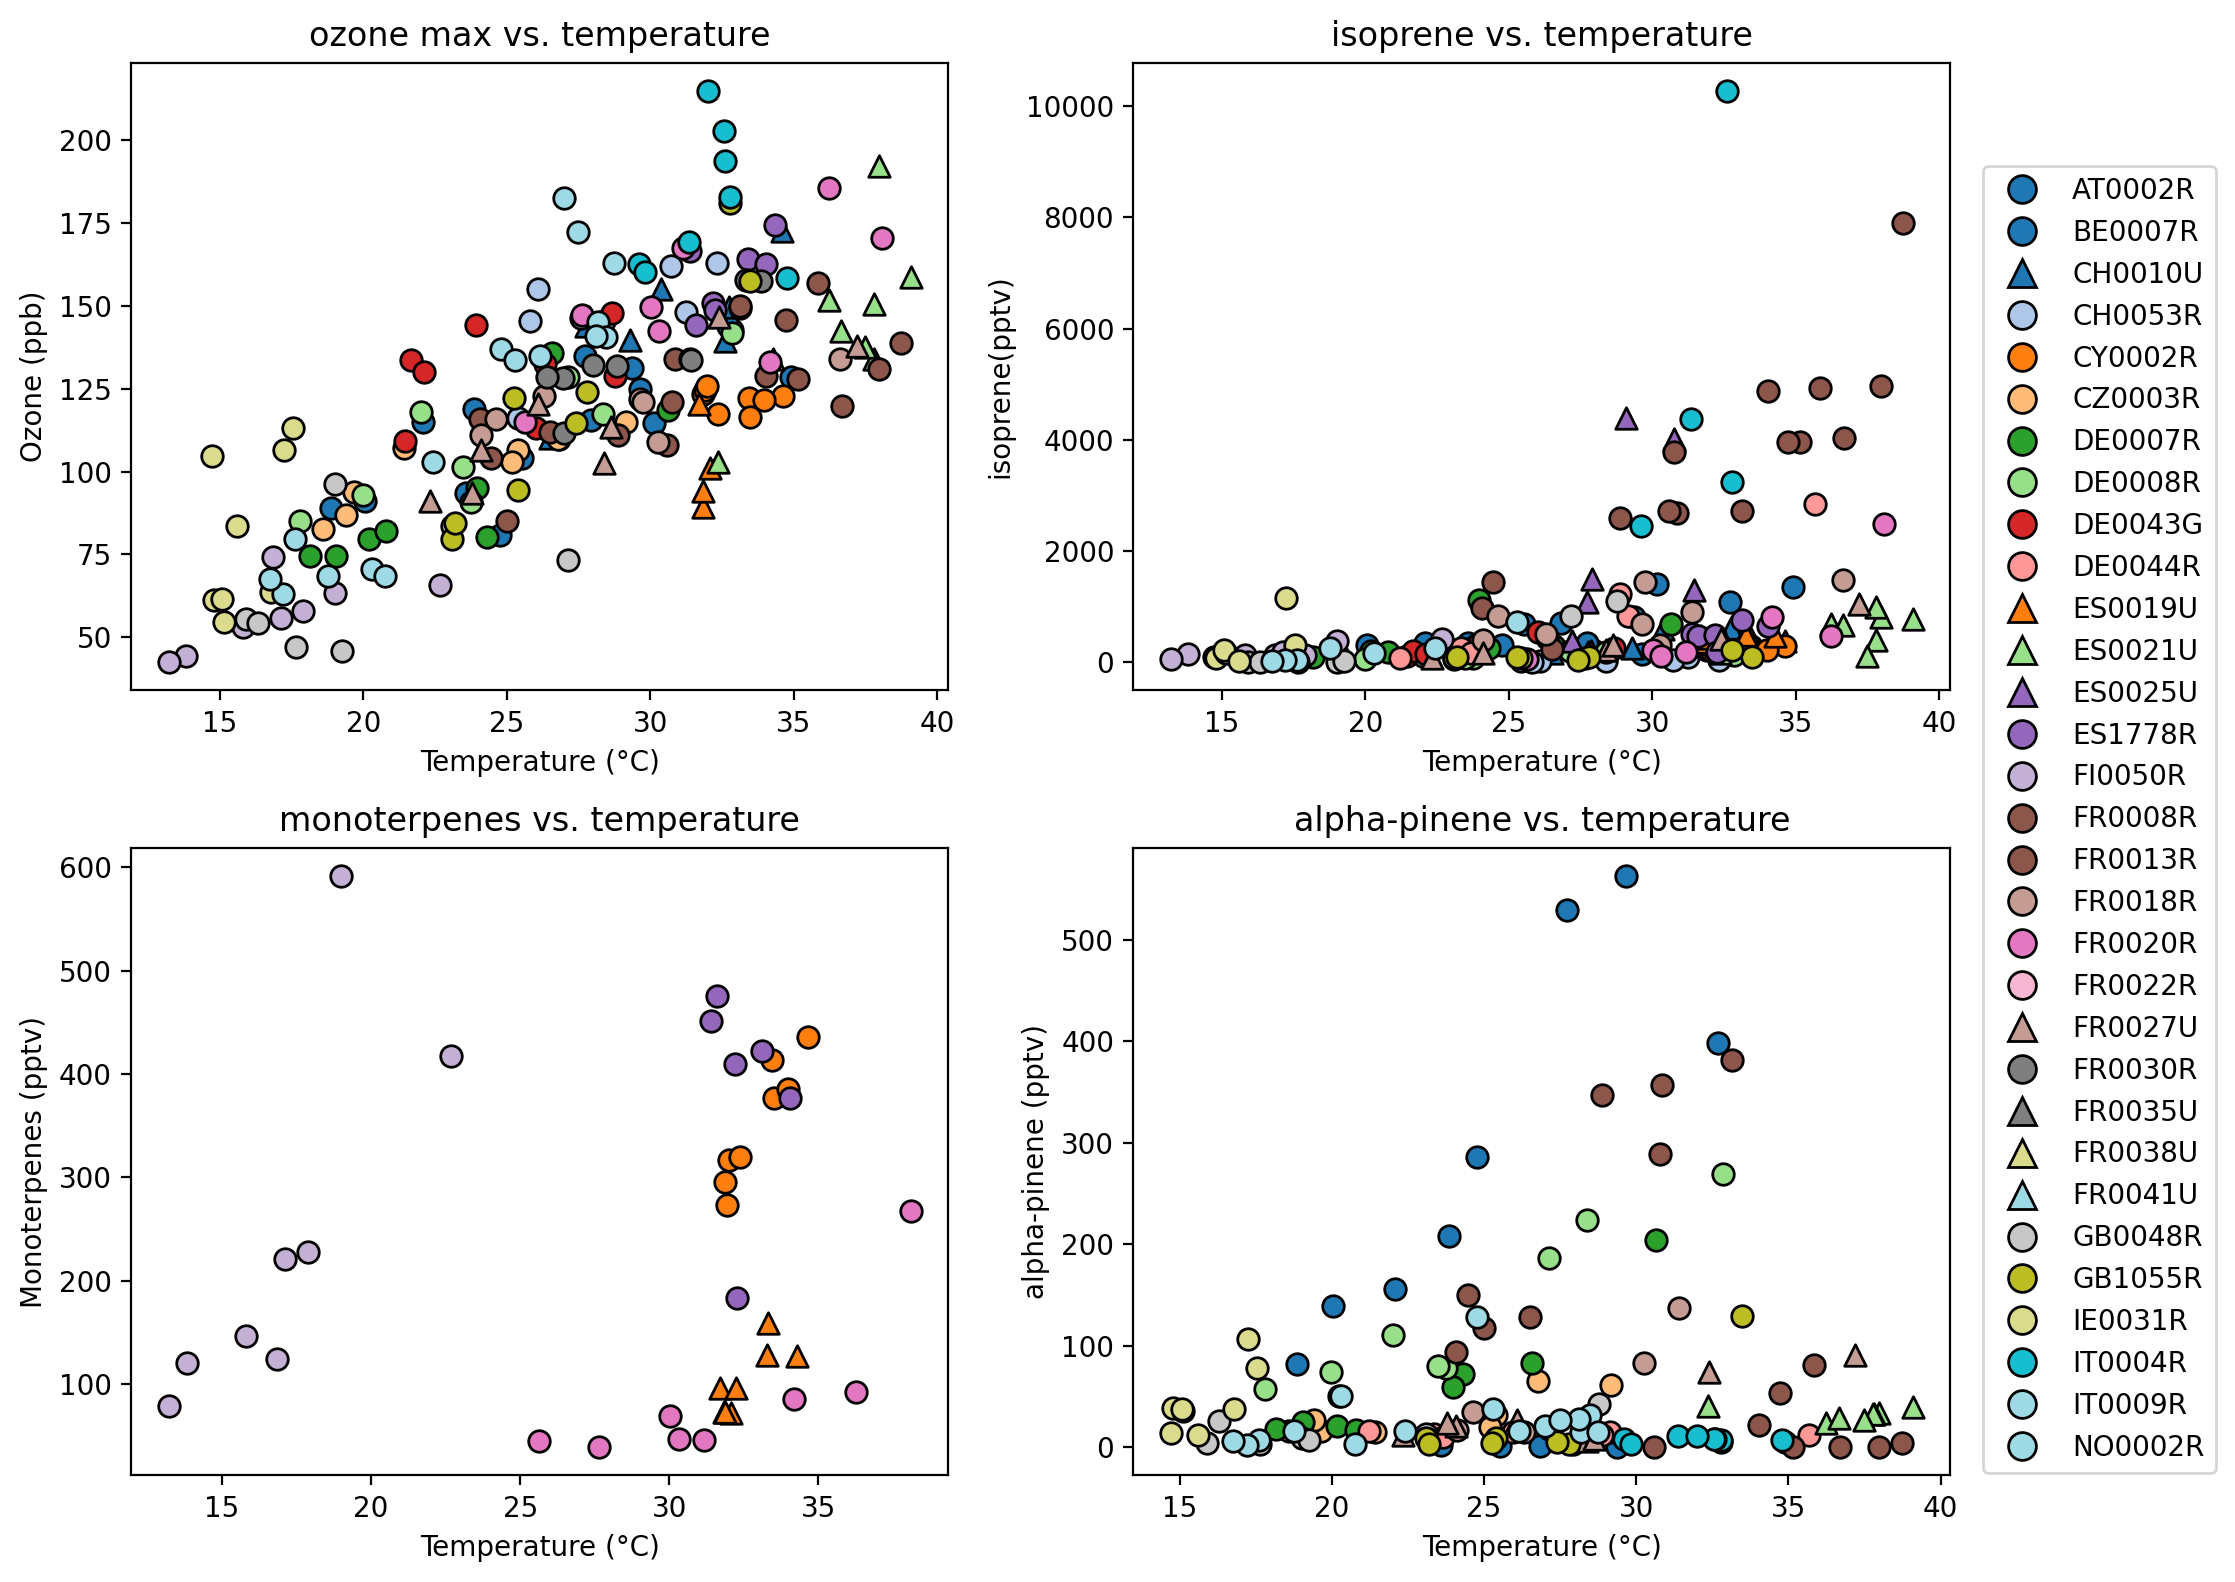 ozone max vs. temperature
200
175
150
125
100
75
50
Ozone (ppb)
15 20 25 30 35 40
Temperature (°C)
isoprene vs. temperature
10000
8000
6000
4000
2000
0
isoprene(pptv)
15 20 25 30 35 40
Temperature (°C)
monoterpenes vs. temperature
600
500
400
300
200
100
Monoterpenes (pptv)
15 20 25 30 35
Temperature (°C)
alpha-pinene vs. temperature
500
400
300
200
100
0
alpha-pinene (pptv)
15 20 25 30 35 40
Temperature (°C)
AT0002R
BE0007R
CH0010U
CH0053R
CY0002R
CZ0003R
DE0007R
DE0008R
DE0043G
DE0044R
ES0019U
ES0021U
ES0025U
ES1778R
FI0050R
FR0008R
FR0013R
FR0018R
FR0020R
FR0022R
FR0027U
FR0030R
FR0035U
FR0038U
FR0041U
GB0048R
GB1055R
IE0031R
IT0004R
IT0009R
NO0002R